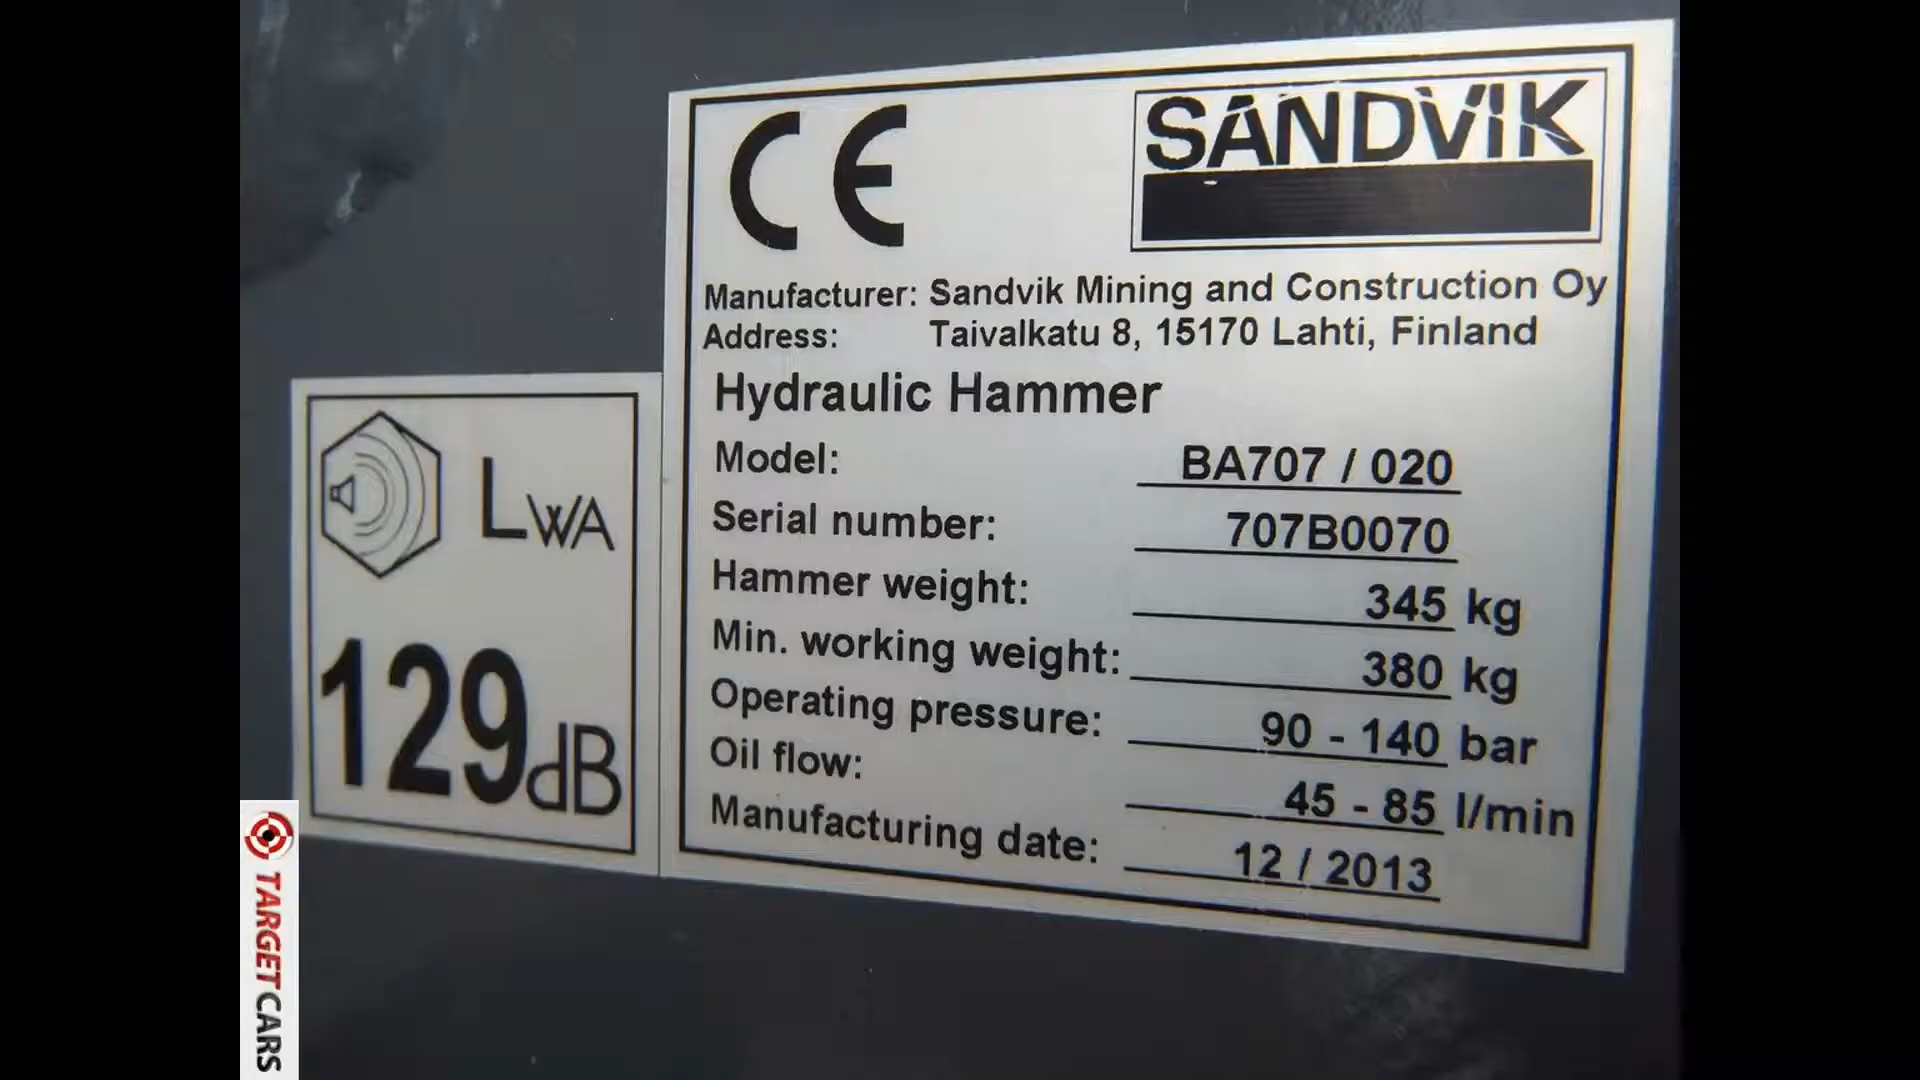 CE
SANDVIK
Manufacturer: Sandvik Mining and Construction Oy
Address: Taivalkatu 8, 15170 Lahti, Finland
Hydraulic Hammer
Model: BA707 / 020
Serial number: 707B0070
Hammer weight: 345 kg
Min. working weight: 380 kg
Operating pressure: 90 - 140 bar
Oil flow: 45 - 85 l/min
Manufacturing date: 12 / 2013
LWA
129dB
TARGETCARS